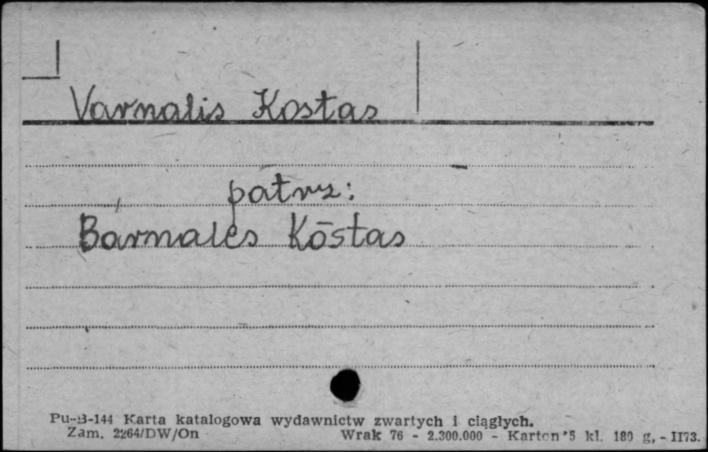 Varnalis Kostas
patrz:
Bárnales Kōstas
Pu-B-144 Karta katalogowa wydawnictw zwartych i ciągłych.
Zam. 2264/DW/On Wrak 76 - 2.300.000 - Karton 5 kl. 180 g, - II73.